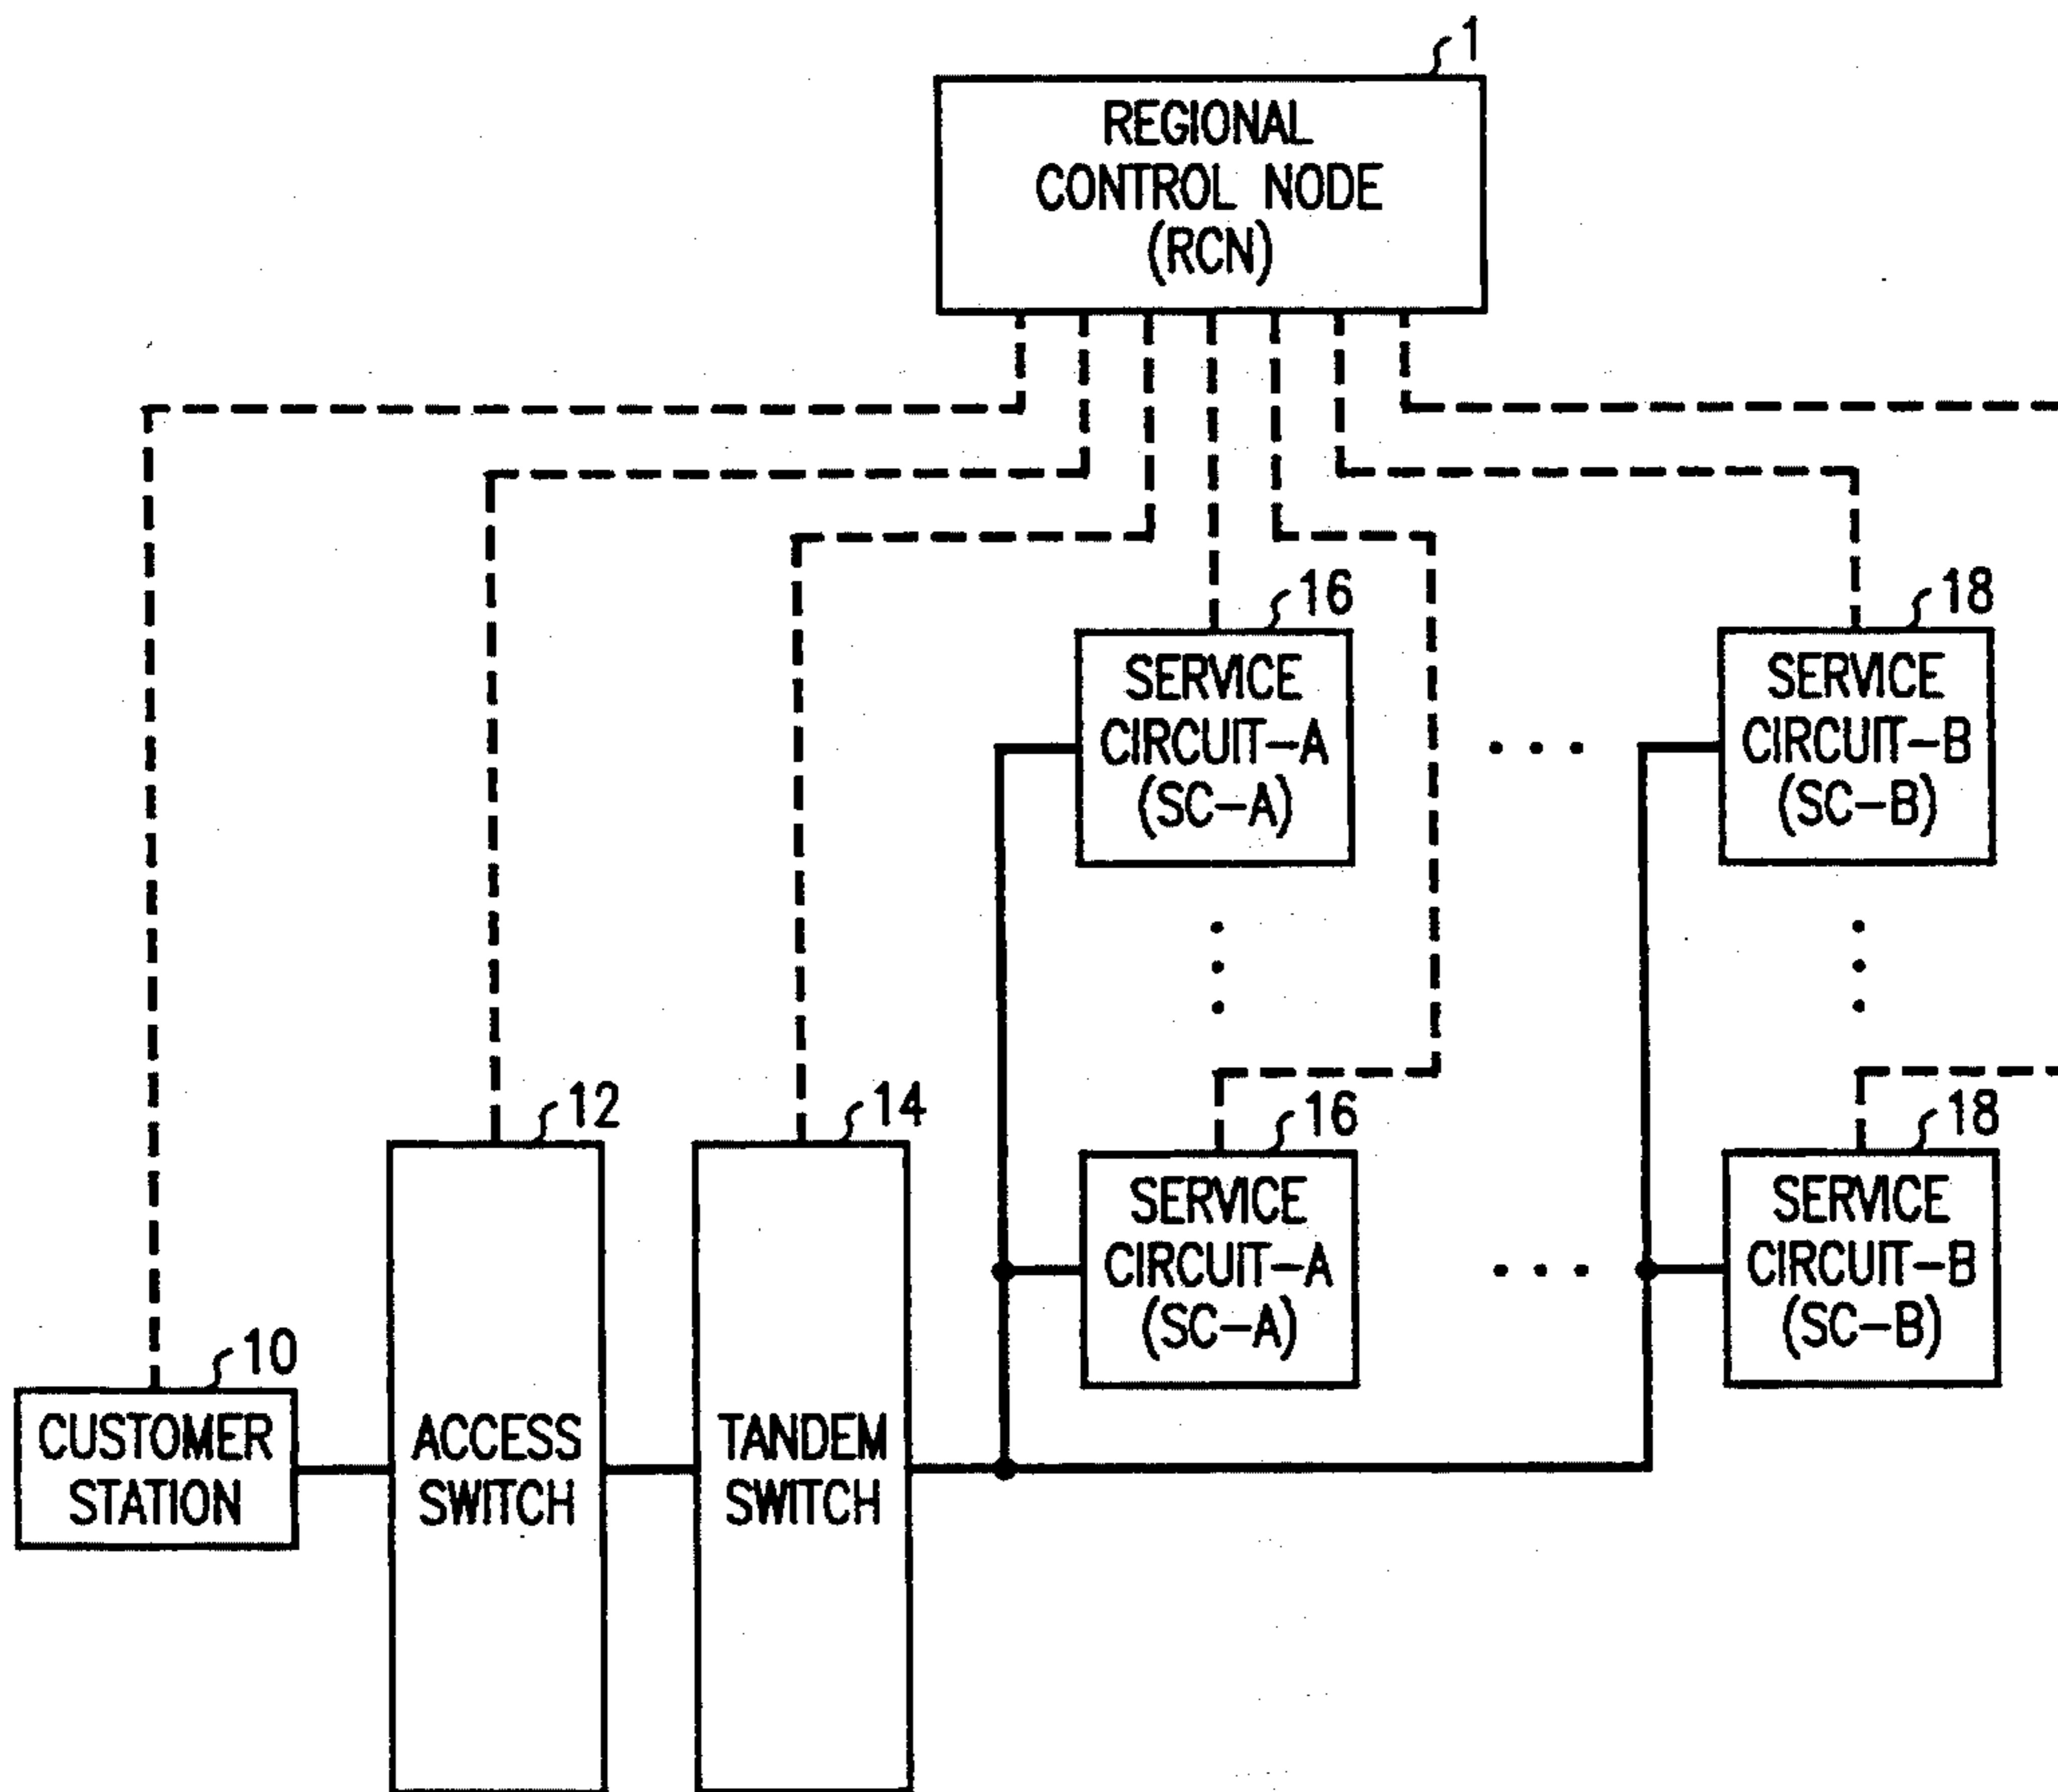 1
REGIONAL
CONTROL NODE
(RCN)
16
SERVICE
CIRCUIT-A
(SC-A)
18
SERVICE
CIRCUIT-B
(SC-B)
12
14
16
SERVICE
CIRCUIT-A
(SC-A)
18
SERVICE
CIRCUIT-B
(SC-B)
10
CUSTOMER
STATION
ACCESS
SWITCH
TANDEM
SWITCH